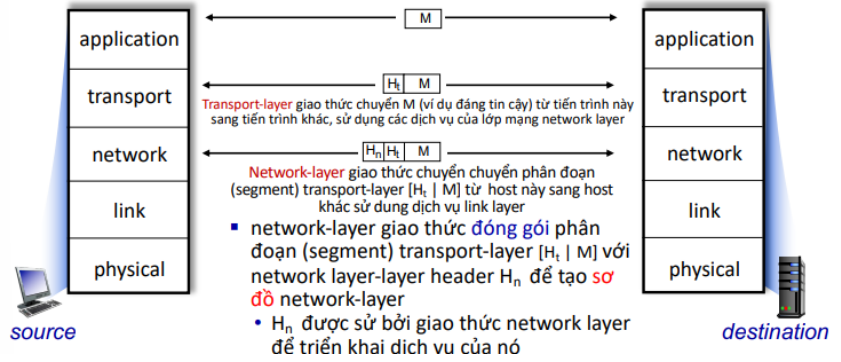 M
application
application
Ht M
transport
transport
Transport-layer giao thức chuyển M (ví dụ đáng tin cậy) từ tiến trình này
sang tiến trình khác, sử dụng các dịch vụ của lớp mạng network layer
Hn Ht M
network
network
Network-layer giao thức chuyển chuyển phân đoạn
(segment) transport-layer [Ht | M] từ host này sang host
khác sử dung dịch vụ link layer
link
link
▪ network-layer giao thức đóng gói phân
đoạn (segment) transport-layer [Ht | M] với
network layer-layer header Hn để tạo sơ
đồ network-layer
physical
physical
• Hn được sử bởi giao thức network layer
để triển khai dịch vụ của nó
source
destination